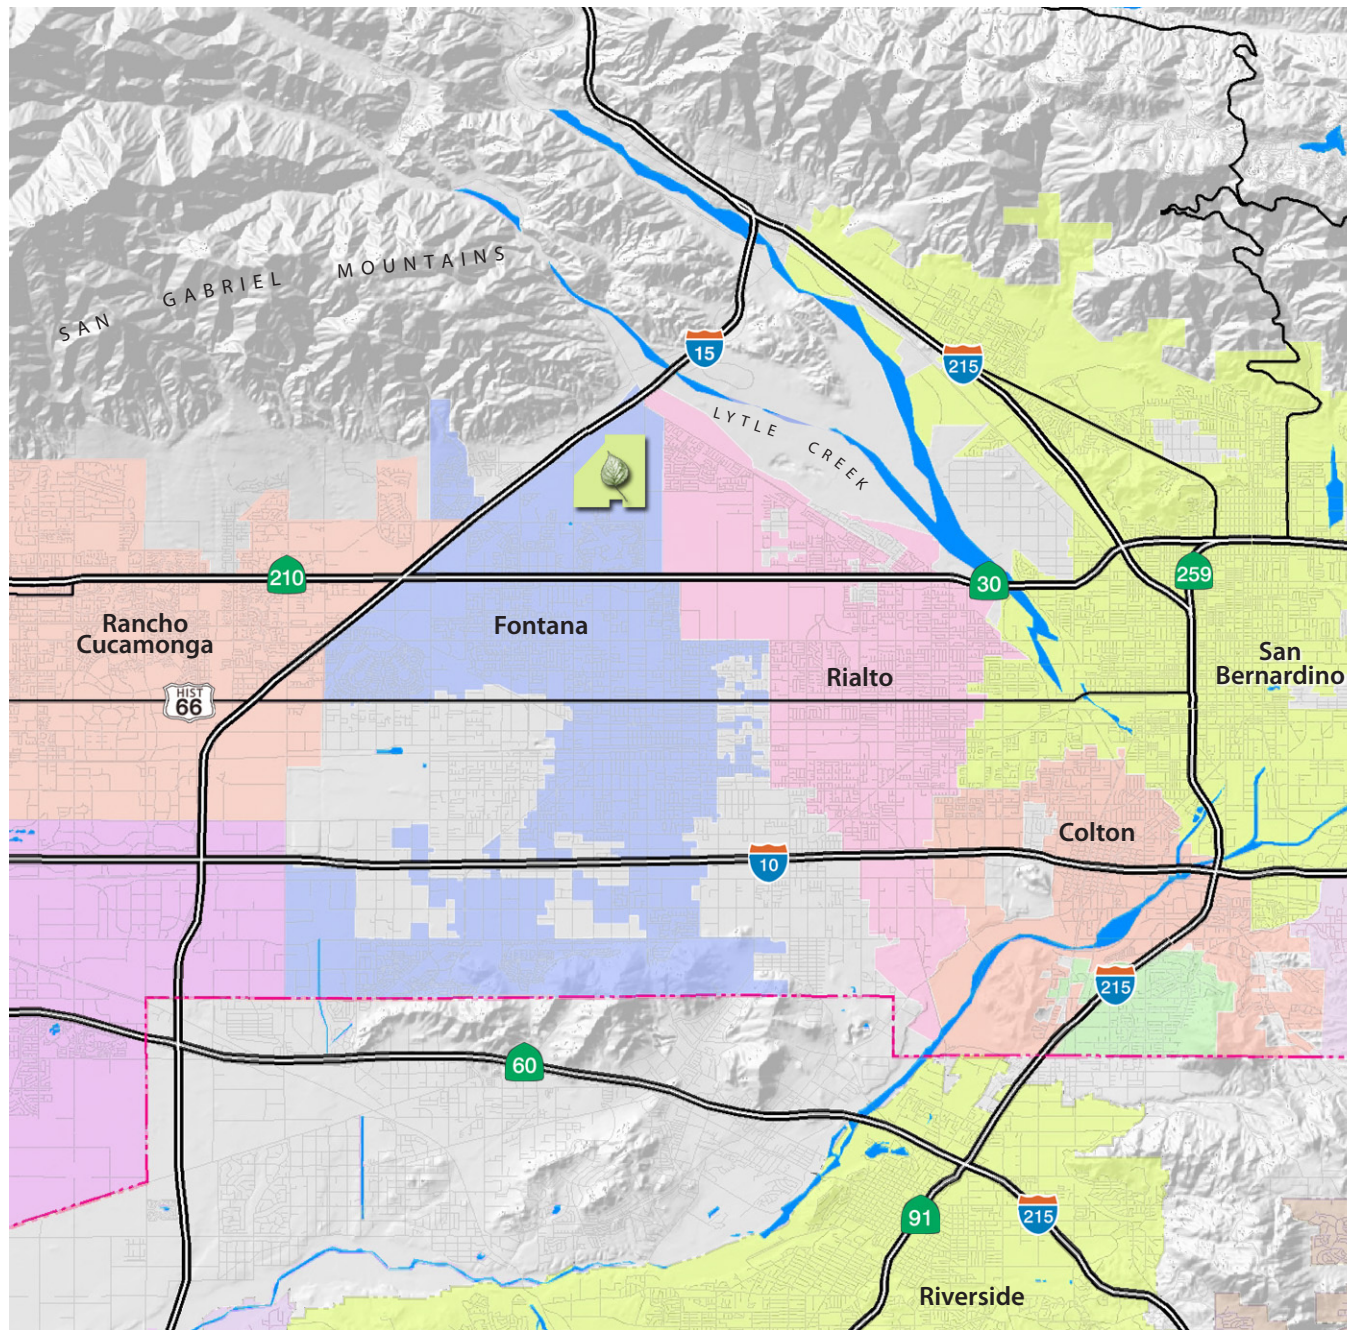 SAN GABRIEL MOUNTAINS
15
215
LYTLE CREEK
210
30
259
Rancho
Cucamonga
Fontana
Rialto
San
Bernardino
HIST
66
Colton
10
215
60
91
215
Riverside